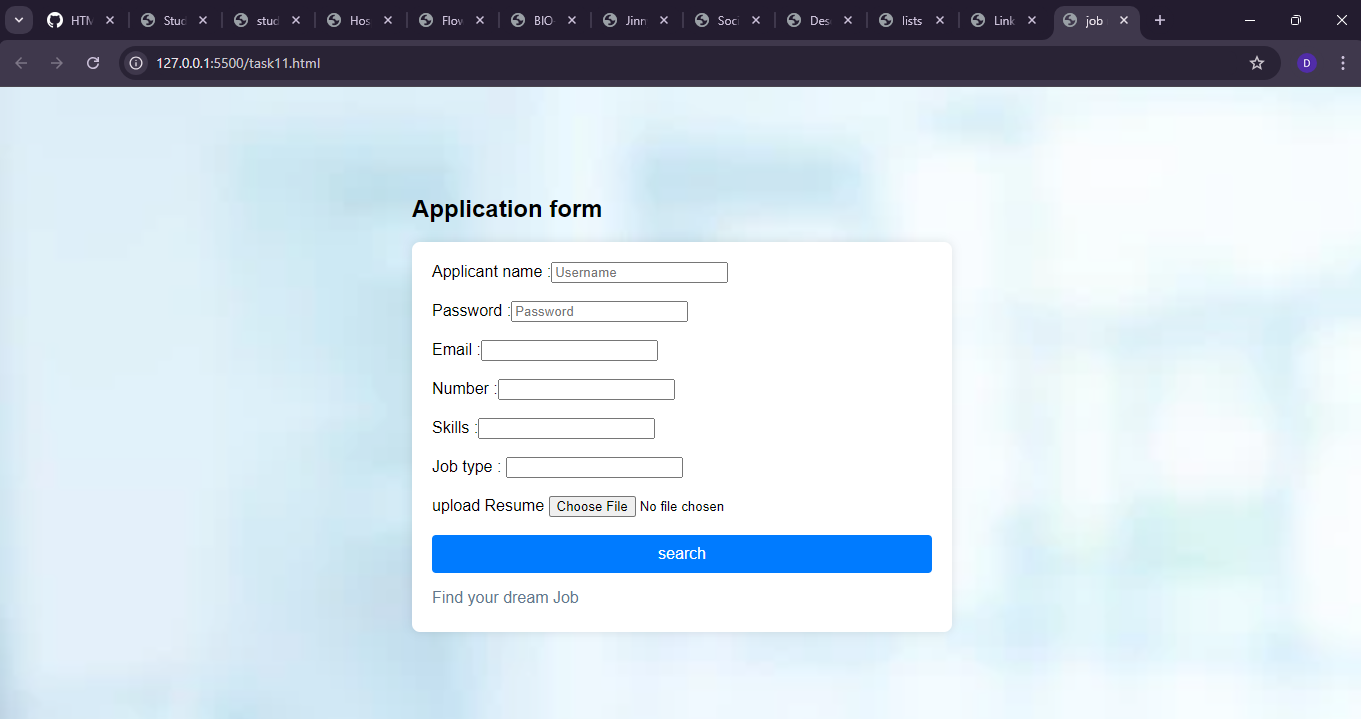 HTM Stud stud Hos Flow BIO- Jinn Soci Des lists Link job
127.0.0.1:5500/task11.html
D
Application form
Applicant name :Username
Password :Password
Email :
Number :
Skills :
Job type :
upload Resume Choose File No file chosen
search
Find your dream Job